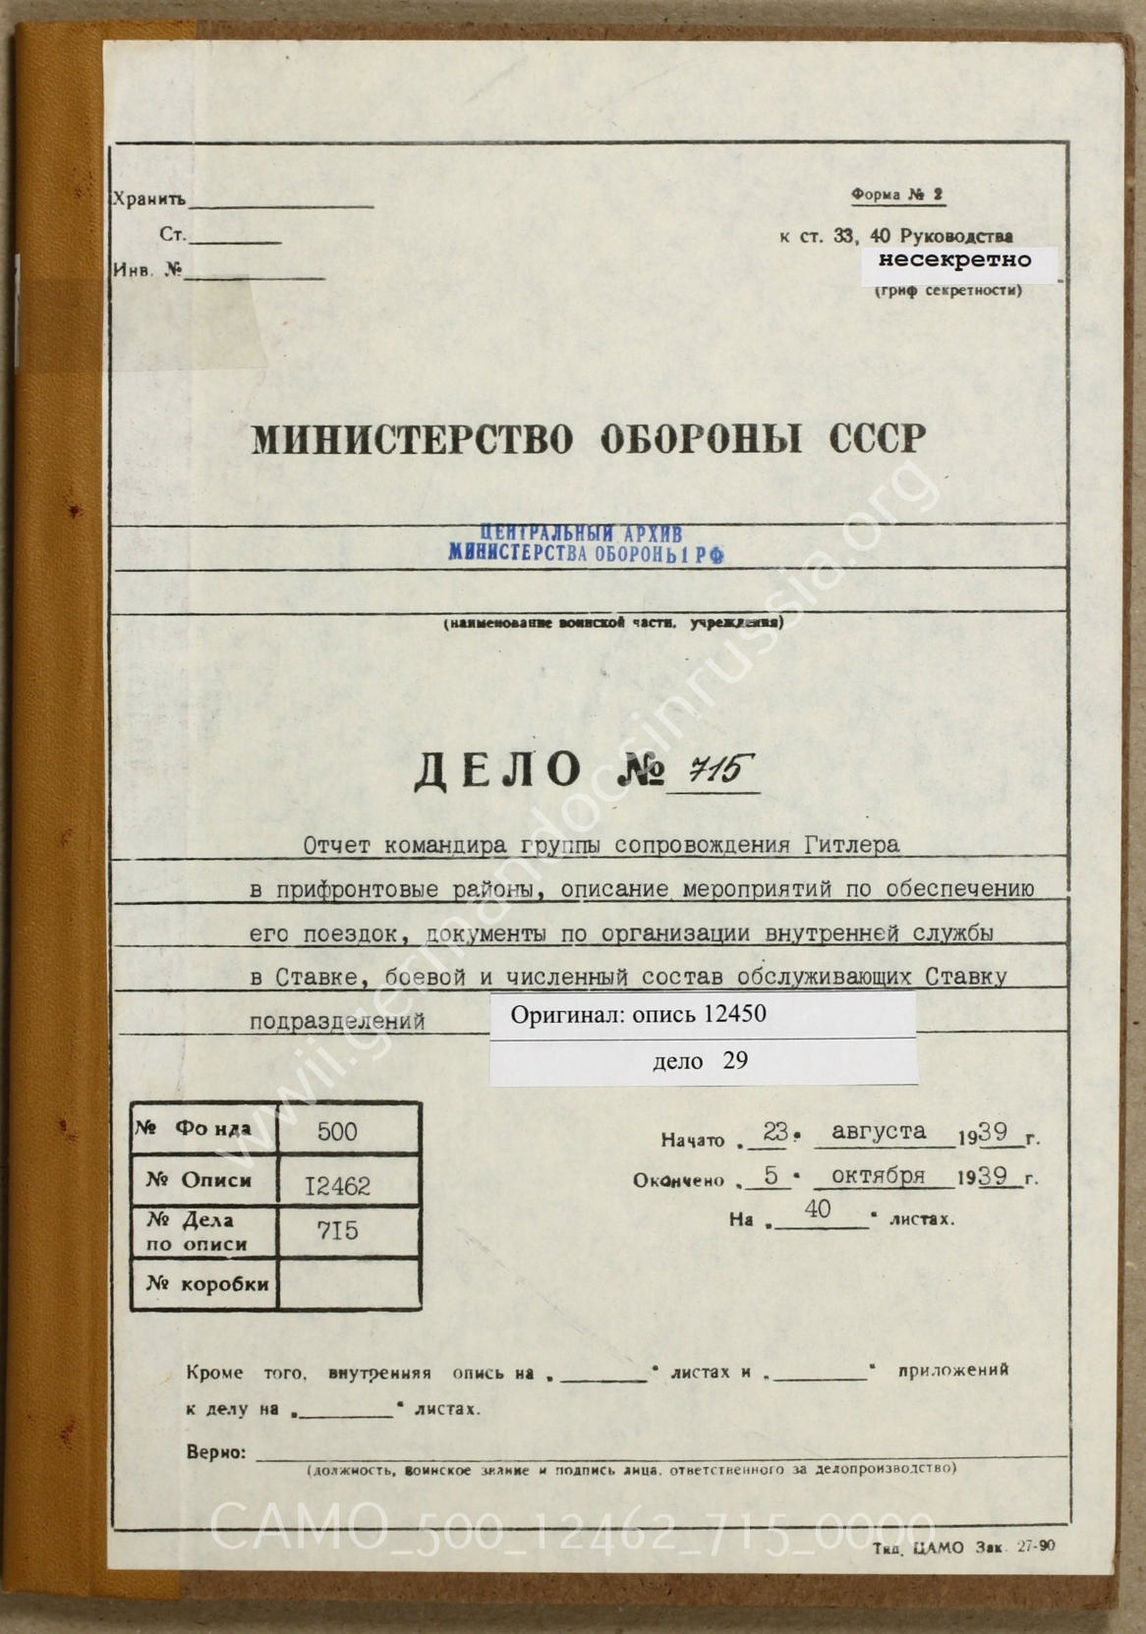 Хранить
Ст.
Инв. №
Форма № 2
к ст. 33, 40 Руководства
несекретно
(гриф секретности)
МИНИСТЕРСТВО ОБОРОНЫ СССР
ЦЕНТРАЛЬНЫЙ АРХИВ
МИНИСТЕРСТВА ОБОРОНЫ РФ
(наименование воинской части, учреждения)
ДЕЛО № 715
Отчет командира группы сопровождения Гитлера
в прифронтовые районы, описание мероприятий по обеспечению
его поездок, документы по организации внутренней службы
в Ставке, боевой и численный состав обслуживающих Ставку
подразделений
Оригинал: опись 12450
дело 29
№ Фонда 500
№ Описи 12462
№ Дела
по описи 715
№ коробки
Начато „ 23 " августа 1939 г.
Окончено „ 5 " октября 1939 г.
На „ 40 " листах.
Кроме того, внутренняя опись на „ " листах и „ " приложений
к делу на „ " листах.
Верно:
(должность, воинское звание и подпись лица, ответственного за делопроизводство)
Тип. ЦАМО Зак. 27-90
wwii.germandocsinrussia.org
CAMO_500_12462_715_0000